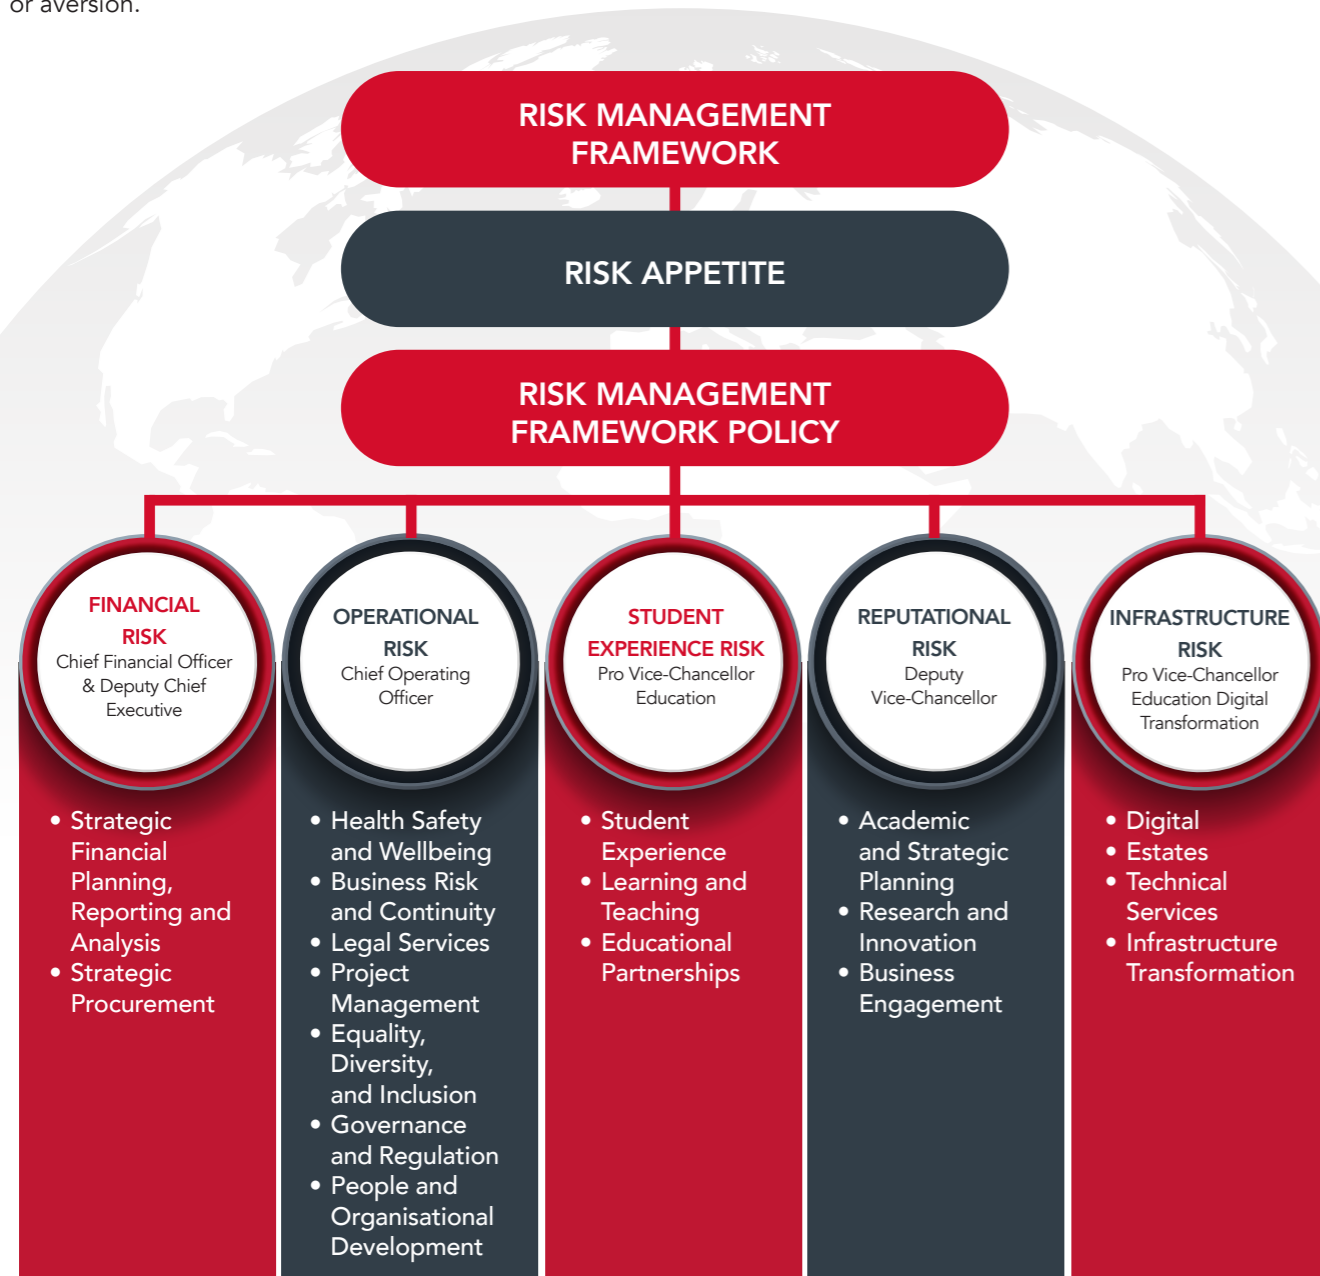 or aversion.
RISK MANAGEMENT
FRAMEWORK
RISK APPETITE
RISK MANAGEMENT
FRAMEWORK POLICY
FINANCIAL
RISK
Chief Financial Officer
& Deputy Chief
Executive
OPERATIONAL
RISK
Chief Operating
Officer
STUDENT
EXPERIENCE RISK
Pro Vice-Chancellor
Education
REPUTATIONAL
RISK
Deputy
Vice-Chancellor
INFRASTRUCTURE
RISK
Pro Vice-Chancellor
Education Digital
Transformation
• Strategic
Financial
Planning,
Reporting and
Analysis
• Strategic
Procurement
• Health Safety
and Wellbeing
• Business Risk
and Continuity
• Legal Services
• Project
Management
• Equality,
Diversity,
and Inclusion
• Governance
and Regulation
• People and
Organisational
Development
• Student
Experience
• Learning and
Teaching
• Educational
Partnerships
• Academic
and Strategic
Planning
• Research and
Innovation
• Business
Engagement
• Digital
• Estates
• Technical
Services
• Infrastructure
Transformation